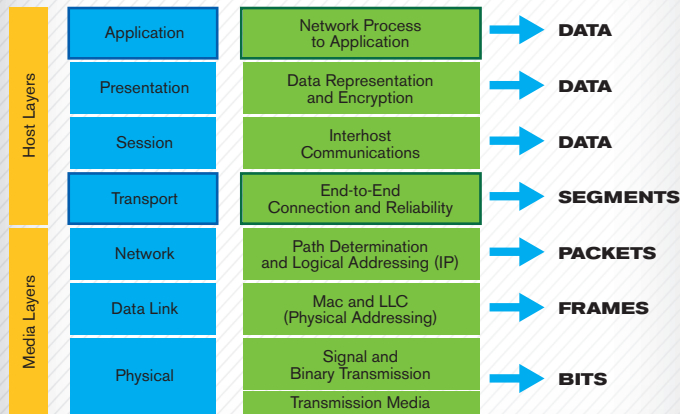 Host Layers
Application
Network Process
to Application
DATA
Presentation
Data Representation
and Encryption
DATA
Session
Interhost
Communications
DATA
Transport
End-to-End
Connection and Reliability
SEGMENTS
Media Layers
Network
Path Determination
and Logical Addressing (IP)
PACKETS
Data Link
Mac and LLC
(Physical Addressing)
FRAMES
Physical
Signal and
Binary Transmission
BITS
Transmission Media